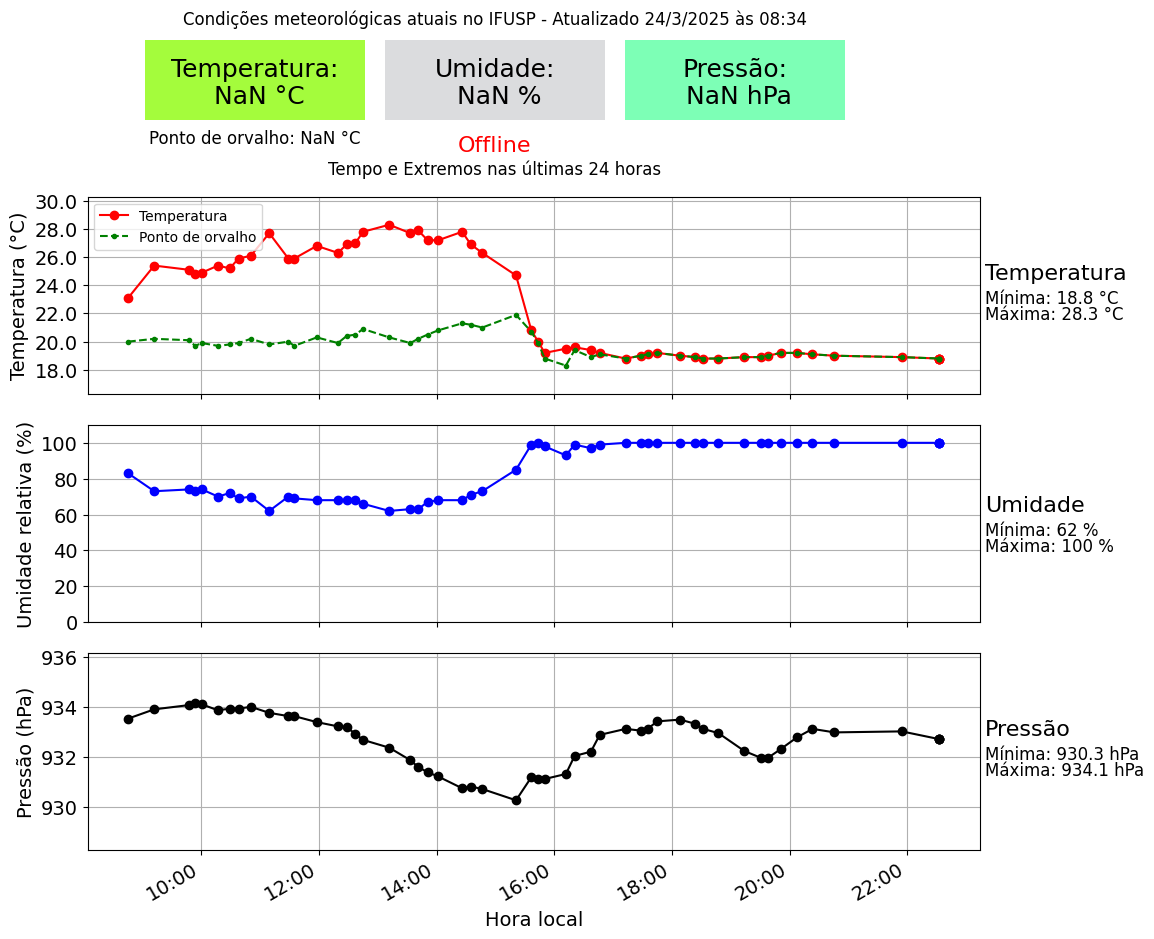 Condições meteorológicas atuais no IFUSP - Atualizado 24/3/2025 às 08:34
Temperatura:
NaN °C
Umidade:
NaN %
Pressão:
NaN hPa
Ponto de orvalho: NaN °C
Offline
Tempo e Extremos nas últimas 24 horas
Temperatura (°C)
30.0
28.0
26.0
24.0
22.0
20.0
18.0
Temperatura
Ponto de orvalho
Temperatura
Mínima: 18.8 °C
Máxima: 28.3 °C
Umidade relativa (%)
100
80
60
40
20
0
Umidade
Mínima: 62 %
Máxima: 100 %
Pressão (hPa)
936
934
932
930
Pressão
Mínima: 930.3 hPa
Máxima: 934.1 hPa
10:00
12:00
14:00
16:00
18:00
20:00
22:00
Hora local